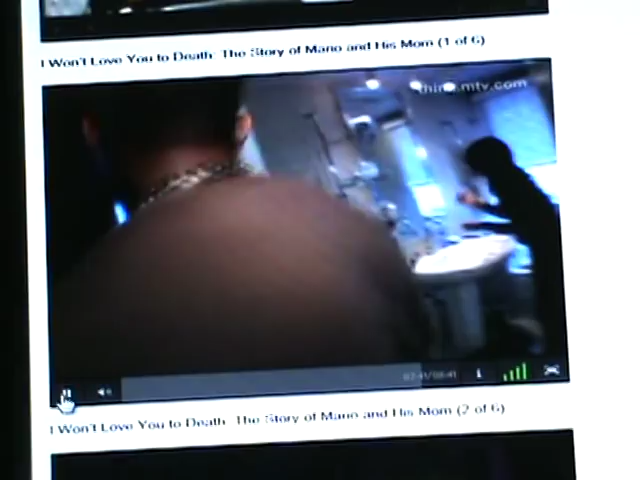 I Won't Love You to Death: The Story of Mario and His Mom (1 of 6)
think.mtv.com
I Won't Love You to Death: The Story of Mario and His Mom (2 of 6)